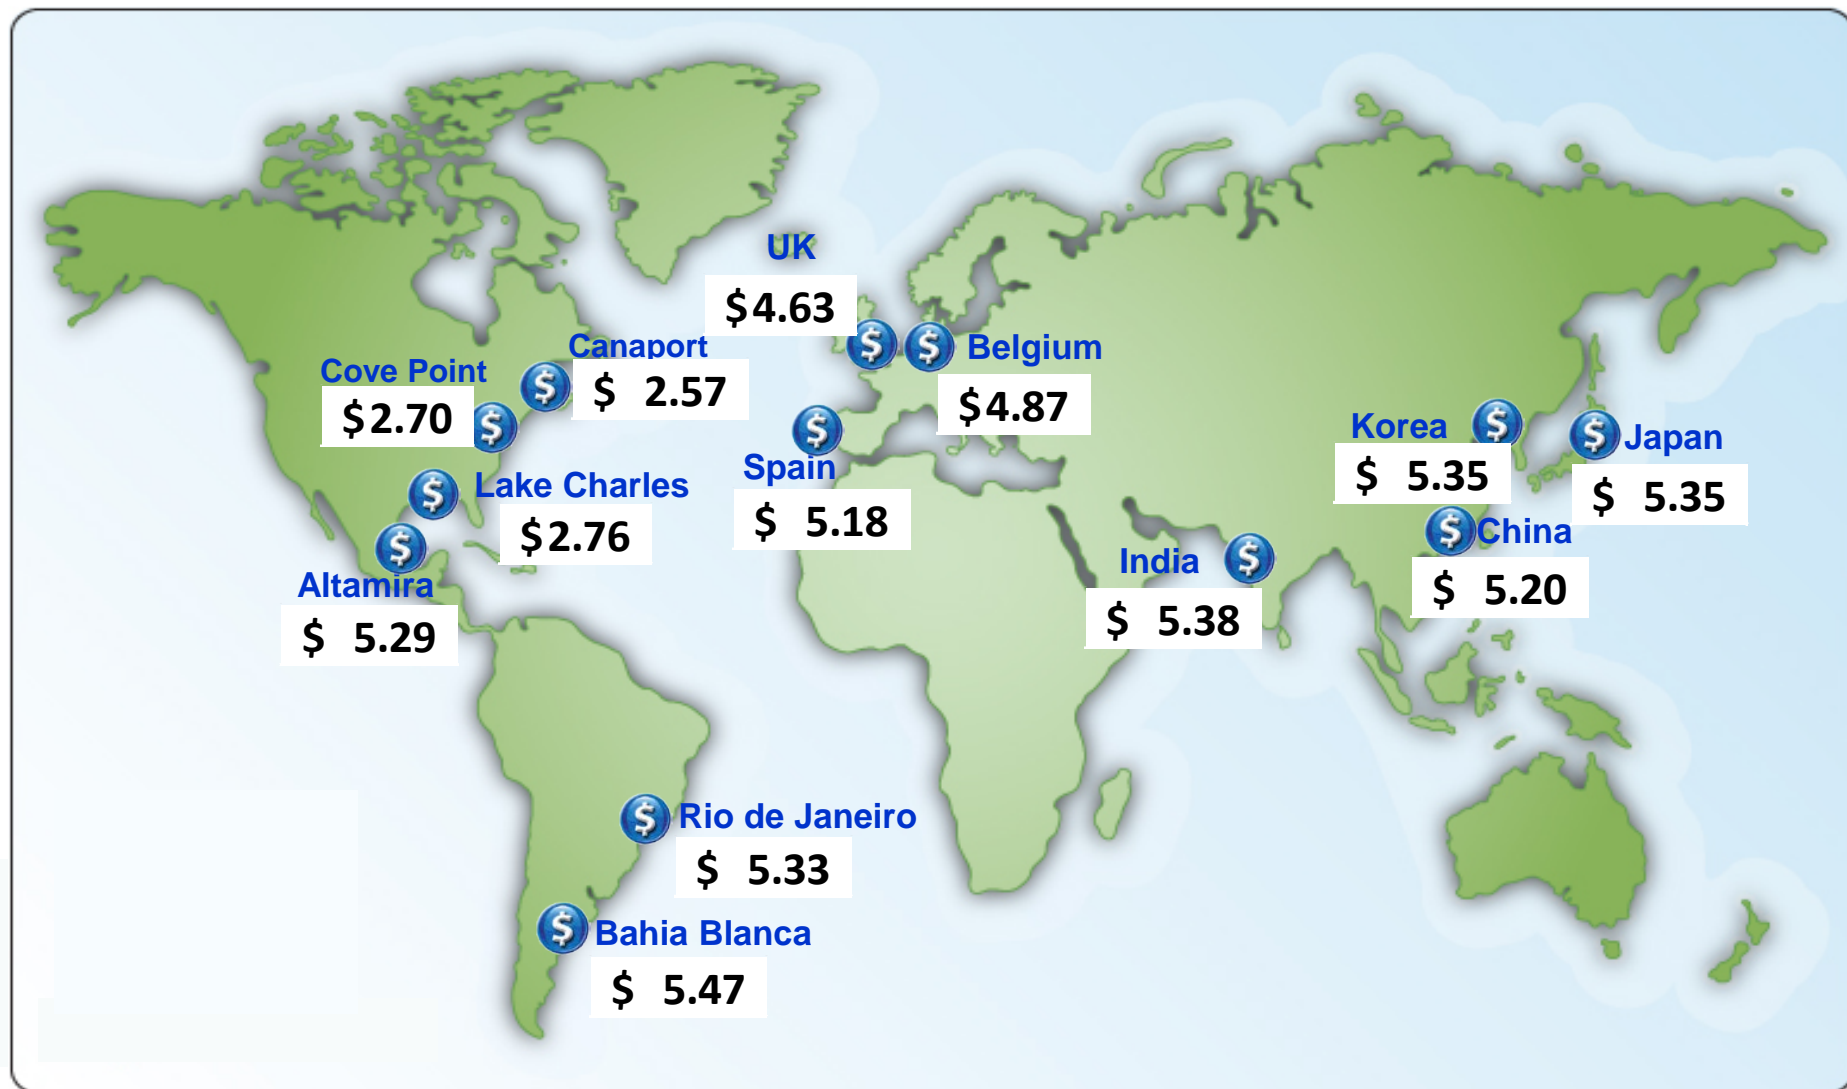 UK
$4.63
Canaport
$ 2.57
Cove Point
$2.70
Belgium
$4.87
Lake Charles
$2.76
Spain
$ 5.18
Altamira
$ 5.29
Korea
$ 5.35
Japan
$ 5.35
China
$ 5.20
India
$ 5.38
Rio de Janeiro
$ 5.33
Bahia Blanca
$ 5.47